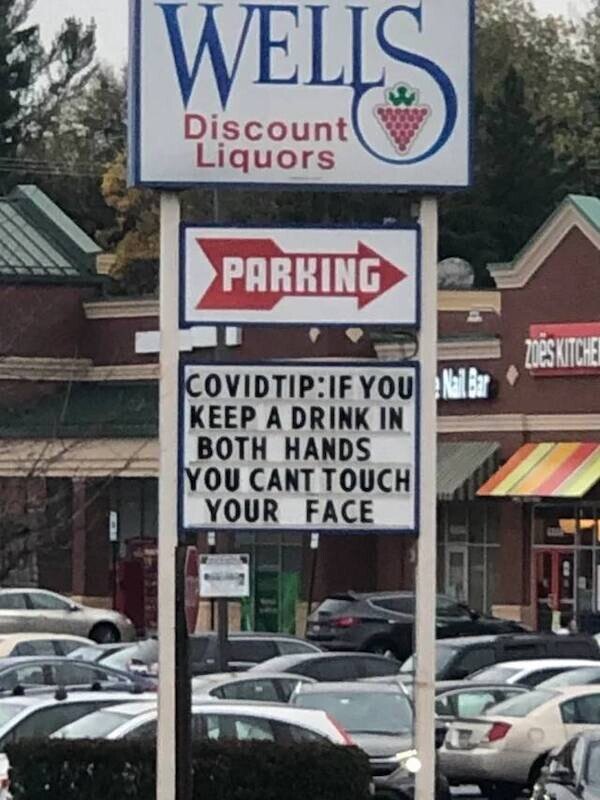 WELLS
Discount
Liquors
PARKING
COVIDTIP:IF YOU
KEEP A DRINK IN
BOTH HANDS
YOU CANT TOUCH
YOUR FACE
Nail Bar
ZOËS KITCHE